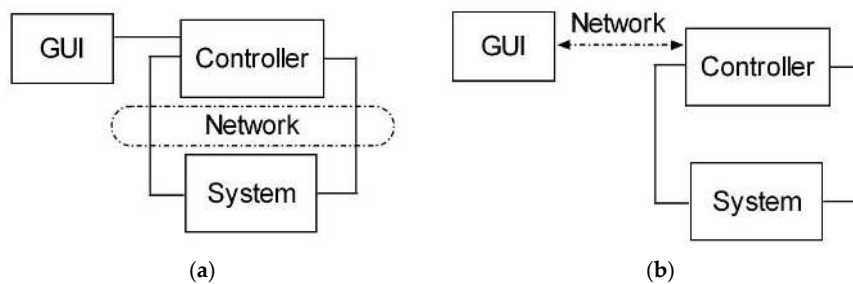 GUI
Controller
Network
System
(a)
GUI
Network
Controller
System
(b)